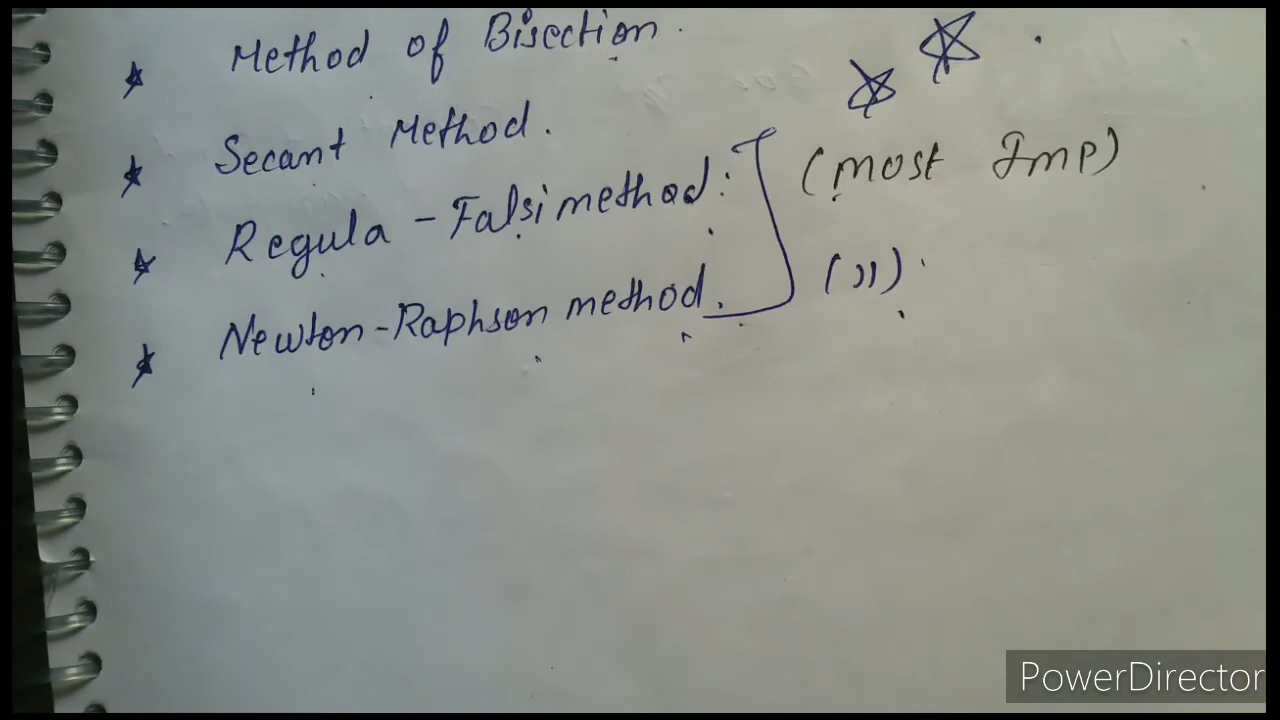 Method of Bisection.
Secant Method.
Regula - Falsi method. (most Imp)
Newton-Raphson method. (")
PowerDirector